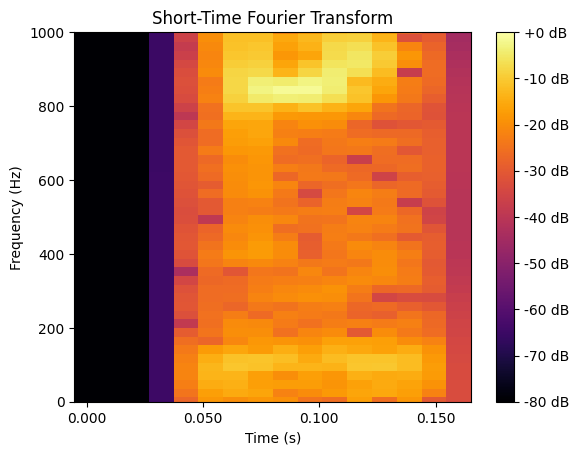 Short-Time Fourier Transform
1000
800
600
400
200
0
Frequency (Hz)
0.000
0.050
0.100
0.150
Time (s)
+0 dB
-10 dB
-20 dB
-30 dB
-40 dB
-50 dB
-60 dB
-70 dB
-80 dB